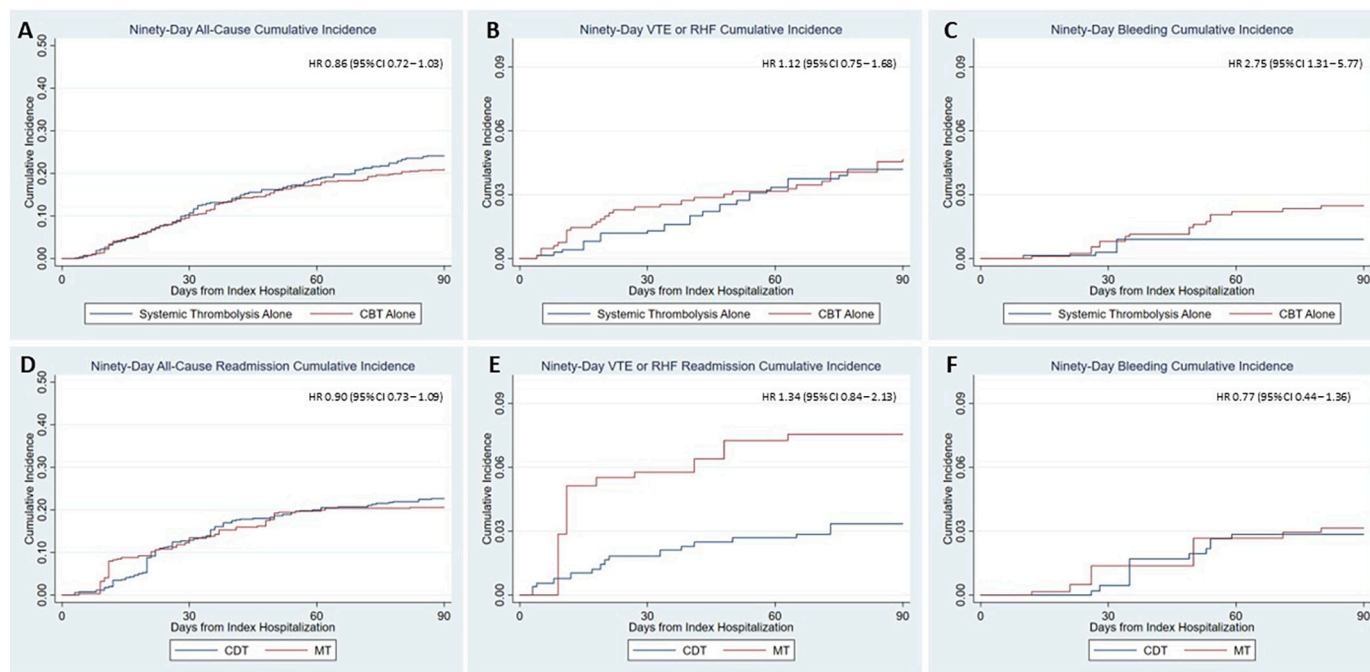 A
Ninety-Day All-Cause Cumulative Incidence
HR 0.86 (95%CI 0.72 – 1.03)
Cumulative Incidence
0.50
0.40
0.30
0.20
0.10
0.00
0
30
60
90
Days from Index Hospitalization
Systemic Thrombolysis Alone
CBT Alone
B
Ninety-Day VTE or RHF Cumulative Incidence
HR 1.12 (95%CI 0.75 – 1.68)
Cumulative Incidence
0.09
0.06
0.03
0.00
0
30
60
90
Days from Index Hospitalization
Systemic Thrombolysis Alone
CBT Alone
C
Ninety-Day Bleeding Cumulative Incidence
HR 2.75 (95%CI 1.31 – 5.77)
Cumulative Incidence
0.09
0.06
0.03
0.00
0
30
60
90
Days from Index Hospitalization
Systemic Thrombolysis Alone
CBT Alone
D
Ninety-Day All-Cause Readmission Cumulative Incidence
HR 0.90 (95%CI 0.73 – 1.09)
Cumulative Incidence
0.50
0.40
0.30
0.20
0.10
0.00
0
30
60
90
Days from Index Hospitalization
CDT
MT
E
Ninety-Day VTE or RHF Readmission Cumulative Incidence
HR 1.34 (95%CI 0.84 – 2.13)
Cumulative Incidence
0.09
0.06
0.03
0.00
0
30
60
90
Days from Index Hospitalization
CDT
MT
F
Ninety-Day Bleeding Cumulative Incidence
HR 0.77 (95%CI 0.44 – 1.36)
Cumulative Incidence
0.09
0.06
0.03
0.00
0
30
60
90
Days from Index Hospitalization
CDT
MT